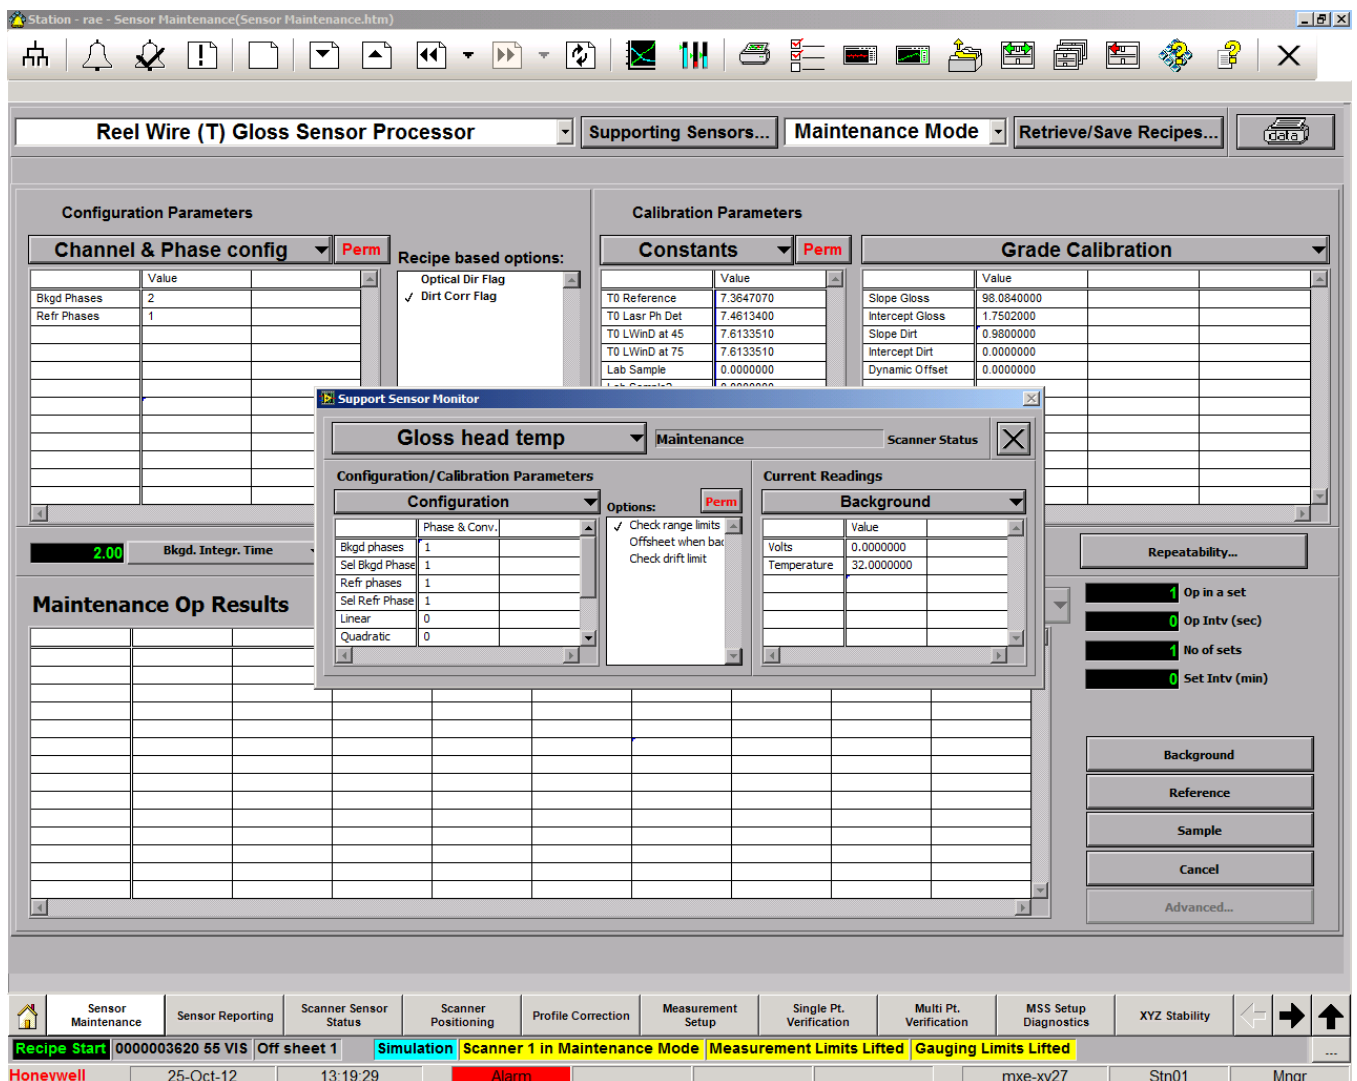 Station - rae - Sensor Maintenance(Sensor Maintenance.htm)
Reel Wire (T) Gloss Sensor Processor
Supporting Sensors...
Maintenance Mode
Retrieve/Save Recipes...
data
Configuration Parameters
Calibration Parameters
Channel & Phase config
Perm
Recipe based options:
Constants
Perm
Grade Calibration
Value
Bkgd Phases 2
Refr Phases 1
Optical Dir Flag
✓ Dirt Corr Flag
Value
T0 Reference 7.3647070
T0 Lasr Ph Det 7.4613400
T0 LWinD at 45 7.6133510
T0 LWinD at 75 7.6133510
Lab Sample 0.0000000
Value
Slope Gloss 98.0840000
Intercept Gloss 1.7502000
Slope Dirt 0.9800000
Intercept Dirt 0.0000000
Dynamic Offset 0.0000000
Support Sensor Monitor
Gloss head temp
Maintenance
Scanner Status
Configuration/Calibration Parameters
Current Readings
Configuration
Options:
Perm
Background
Phase & Conv.
Bkgd phases 1
Sel Bkgd Phase 1
Refr phases 1
Sel Refr Phase 1
Linear 0
Quadratic 0
✓ Check range limits
Offsheet when bac
Check drift limit
Value
Volts 0.0000000
Temperature 32.0000000
2.00
Bkgd. Integr. Time
Repeatability...
Maintenance Op Results
1 Op in a set
0 Op Intv (sec)
1 No of sets
0 Set Intv (min)
Background
Reference
Sample
Cancel
Advanced...
Sensor Maintenance
Sensor Reporting
Scanner Sensor Status
Scanner Positioning
Profile Correction
Measurement Setup
Single Pt. Verification
Multi Pt. Verification
MSS Setup Diagnostics
XYZ Stability
Recipe Start 0000003620 55 VIS Off sheet 1 Simulation Scanner 1 in Maintenance Mode Measurement Limits Lifted Gauging Limits Lifted ...
Honeywell 25-Oct-12 13:19:29 Alarm mxe-xv27 Stn01 Mngr